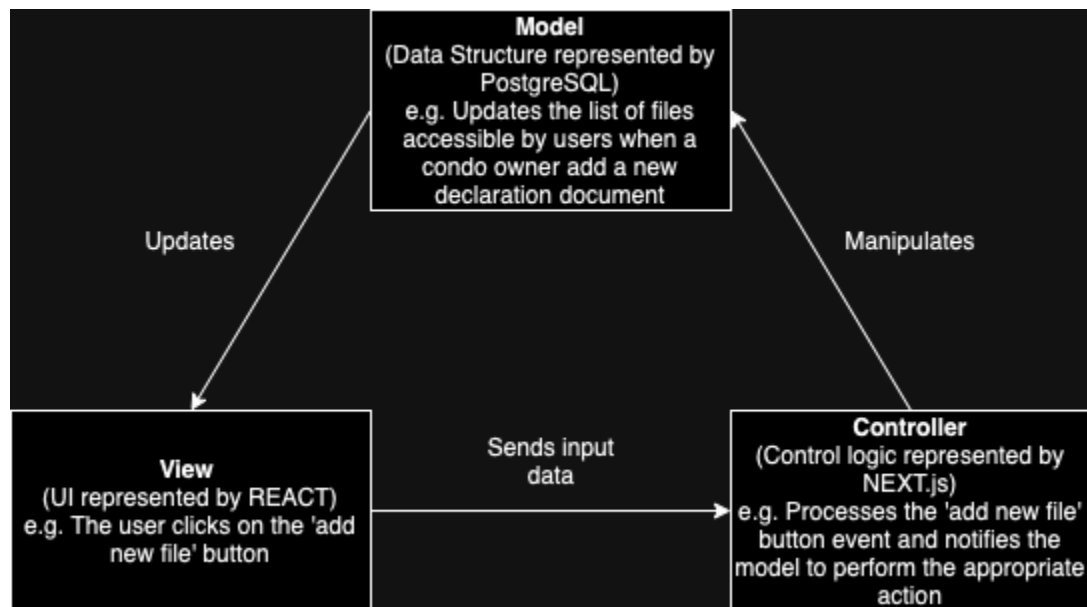 Model
(Data Structure represented by
PostgreSQL)
e.g. Updates the list of files
accessible by users when a
condo owner add a new
declaration document
Updates
Manipulates
View
(UI represented by REACT)
e.g. The user clicks on the 'add
new file' button
Sends input
data
Controller
(Control logic represented by
NEXT.js)
e.g. Processes the 'add new file'
button event and notifies the
model to perform the appropriate
action